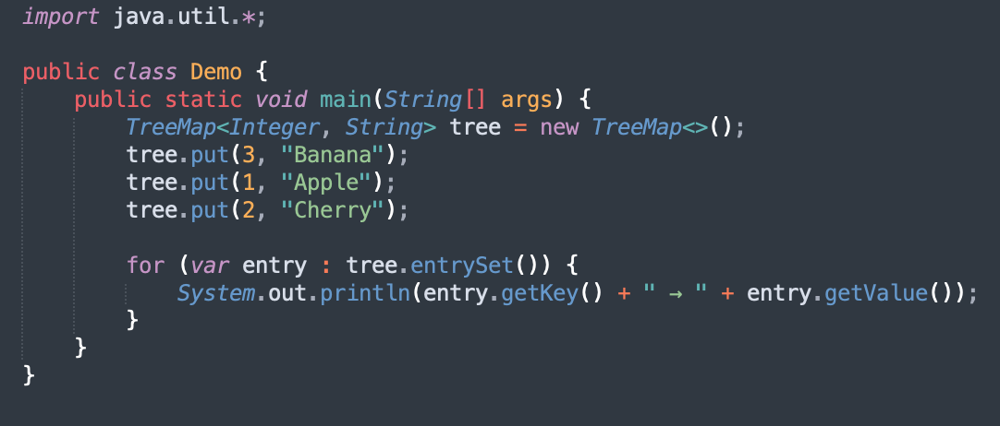 import java.util.*;

public class Demo {
    public static void main(String[] args) {
        TreeMap<Integer, String> tree = new TreeMap<>();
        tree.put(3, "Banana");
        tree.put(1, "Apple");
        tree.put(2, "Cherry");

        for (var entry : tree.entrySet()) {
            System.out.println(entry.getKey() + " → " + entry.getValue());
        }
    }
}